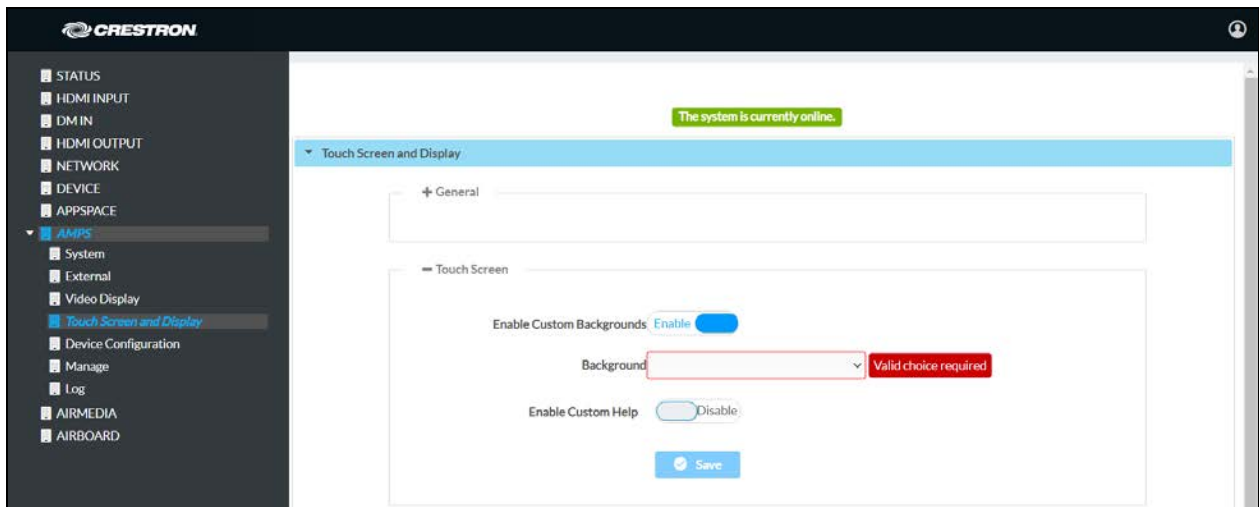 CRESTRON
STATUS
HDMI INPUT
DM IN
HDMI OUTPUT
NETWORK
DEVICE
APPSPACE
AMPS
System
External
Video Display
Touch Screen and Display
Device Configuration
Manage
Log
AIRMEDIA
AIRBOARD
The system is currently online.
Touch Screen and Display
General
Touch Screen
Enable Custom Backgrounds Enable
Background Valid choice required
Enable Custom Help Disable
Save